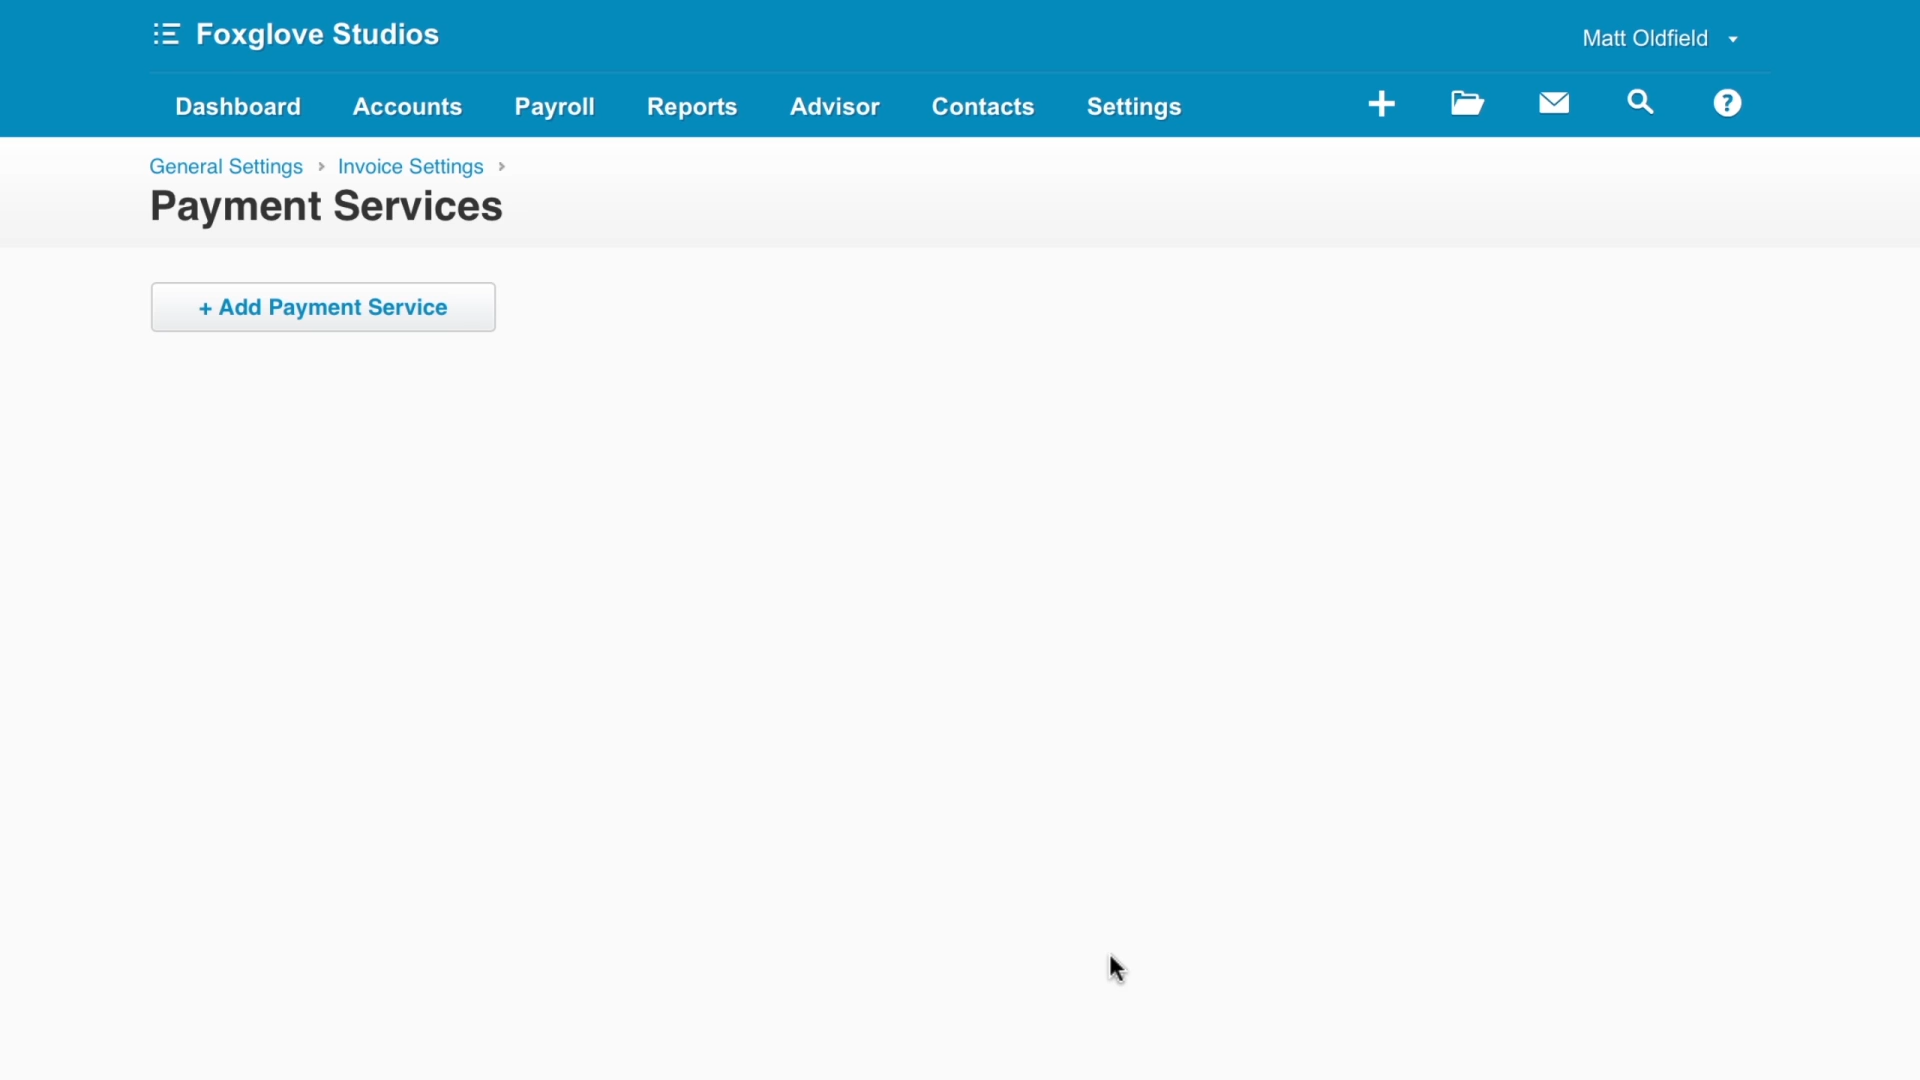 Foxglove Studios
Matt Oldfield
Dashboard Accounts Payroll Reports Advisor Contacts Settings
General Settings › Invoice Settings ›
Payment Services
+ Add Payment Service